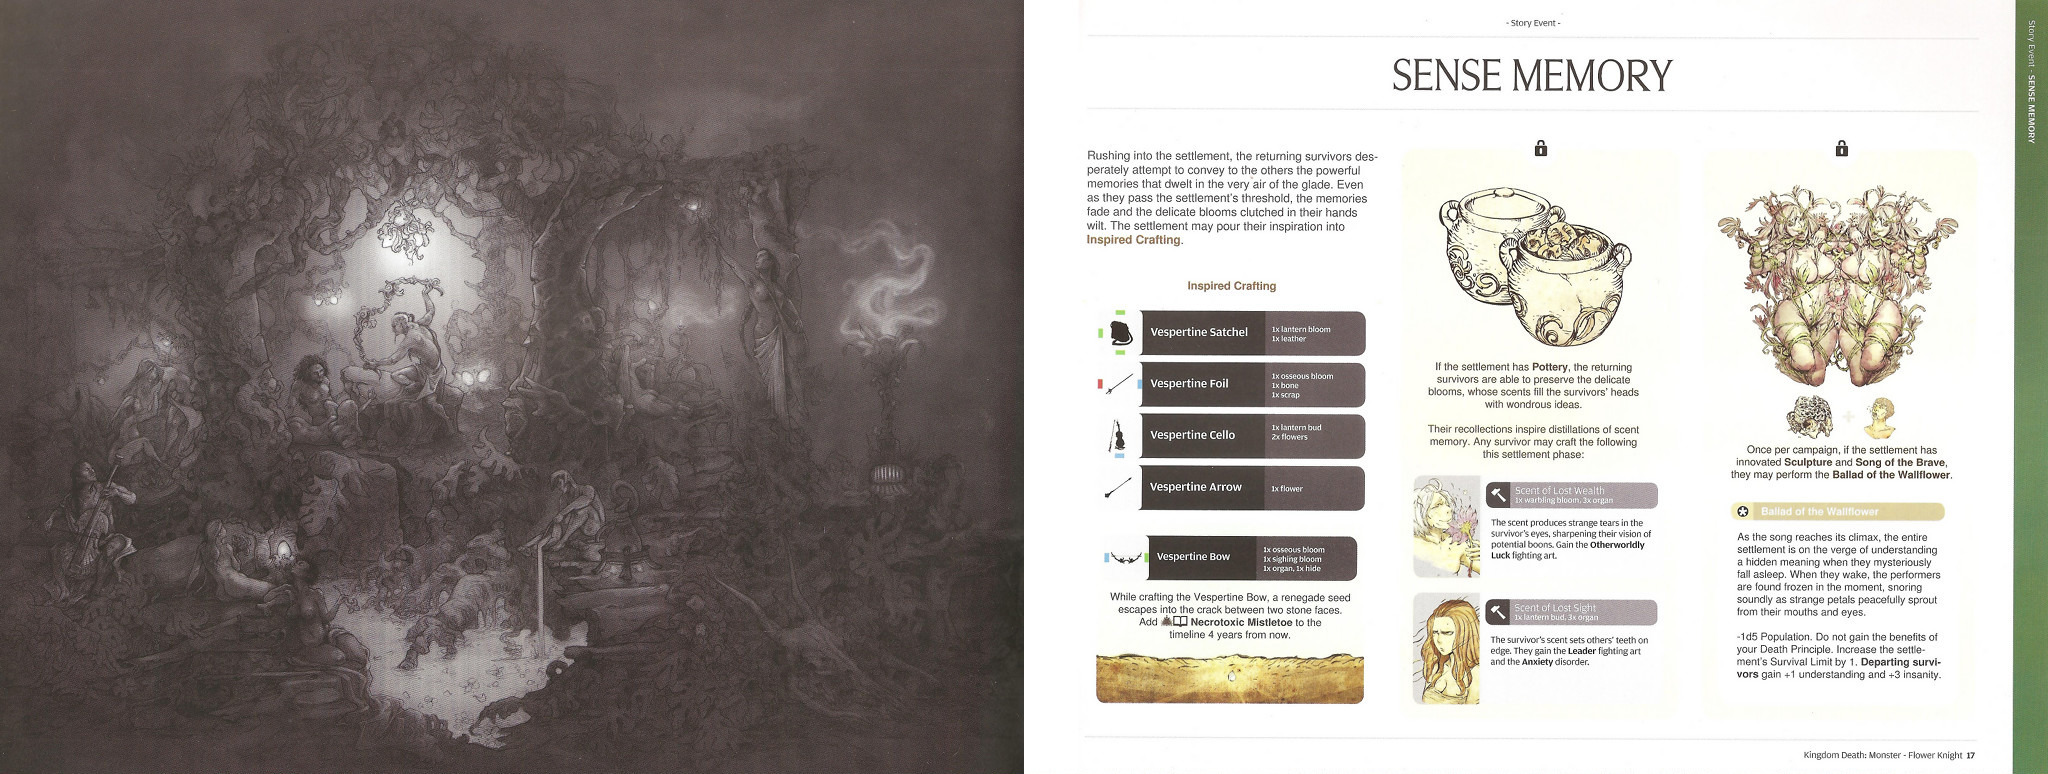 - Story Event -
SENSE MEMORY
Rushing into the settlement, the returning survivors des-
perately attempt to convey to the others the powerful
memories that dwelt in the very air of the glade. Even
as they pass the settlement's threshold, the memories
fade and the delicate blooms clutched in their hands
wilt. The settlement may pour their inspiration into
Inspired Crafting.
Inspired Crafting
Vespertine Satchel
1x lantern bloom
1x leather
Vespertine Foil
1x osseous bloom
1x bone
1x scrap
Vespertine Cello
1x lantern bud
2x flowers
Vespertine Arrow
1x flower
Vespertine Bow
1x osseous bloom
1x sighing bloom
1x organ, 1x hide
While crafting the Vespertine Bow, a renegade seed
escapes into the crack between two stone faces.
Add Necrotoxic Mistletoe to the
timeline 4 years from now.
If the settlement has Pottery, the returning
survivors are able to preserve the delicate
blooms, whose scents fill the survivors' heads
with wondrous ideas.
Their recollections inspire distillations of scent
memory. Any survivor may craft the following
this settlement phase:
Scent of Lost Wealth
1x warbling bloom, 3x organ
The scent produces strange tears in the
survivor's eyes, sharpening their vision of
potential boons. Gain the Otherworldly
Luck fighting art.
Scent of Lost Sight
1x lantern bud, 3x organ
The survivor's scent sets others' teeth on
edge. They gain the Leader fighting art
and the Anxiety disorder.
Once per campaign, if the settlement has
innovated Sculpture and Song of the Brave,
they may perform the Ballad of the Wallflower.
Ballad of the Wallflower
As the song reaches its climax, the entire
settlement is on the verge of understanding
a hidden meaning when they mysteriously
fall asleep. When they wake, the performers
are found frozen in the moment, snoring
soundly as strange petals peacefully sprout
from their mouths and eyes.
-1d5 Population. Do not gain the benefits of
your Death Principle. Increase the settle-
ment's Survival Limit by 1. Departing survi-
vors gain +1 understanding and +3 insanity.
Story Event - SENSE MEMORY
Kingdom Death: Monster - Flower Knight 17